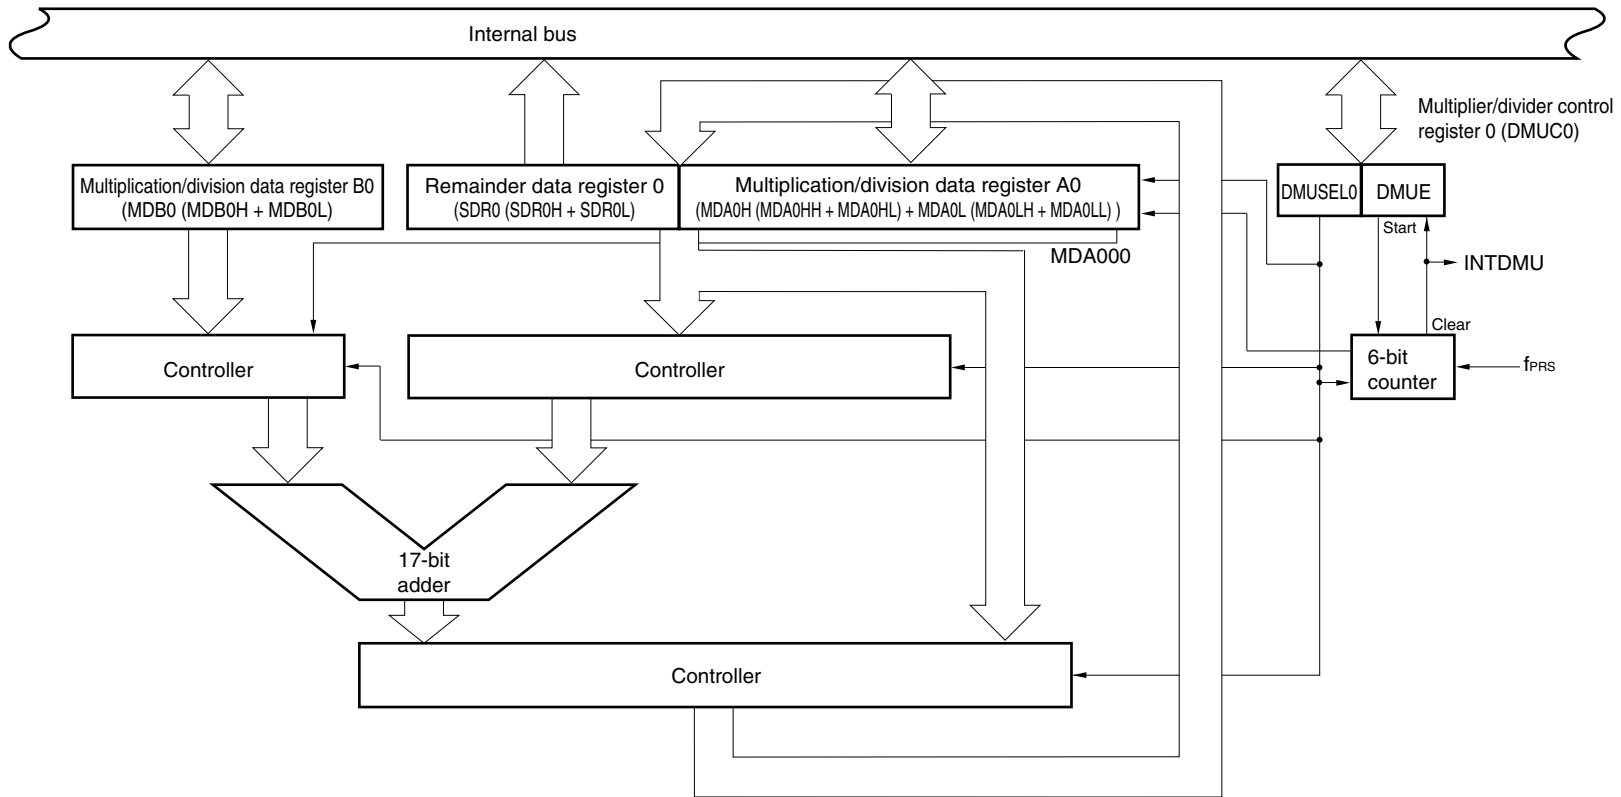 Internal bus
Multiplier/divider control
register 0 (DMUC0)
Multiplication/division data register B0
(MDB0 (MDB0H + MDB0L)
Remainder data register 0
(SDR0 (SDR0H + SDR0L)
Multiplication/division data register A0
(MDA0H (MDA0HH + MDA0HL) + MDA0L (MDA0LH + MDA0LL) )
DMUSEL0
DMUE
Start
MDA000
INTDMU
Clear
Controller
Controller
6-bit
counter
fPRS
17-bit
adder
Controller